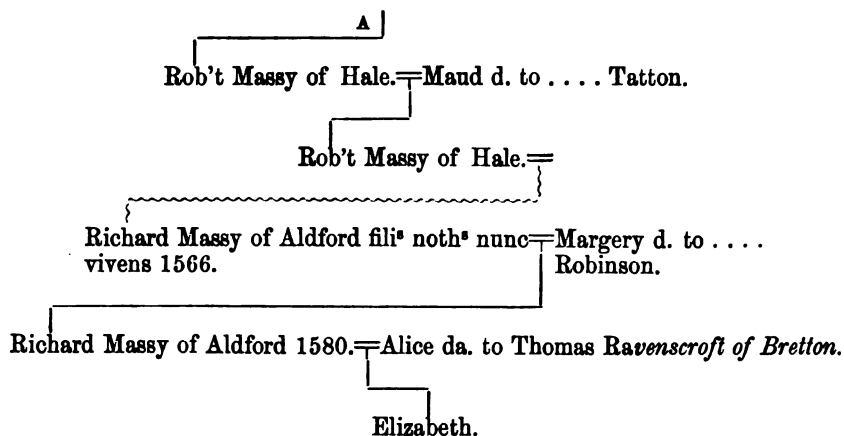 A
Rob't Massy of Hale.=Maud d. to . . . . Tatton.
Rob't Massy of Hale.=
Richard Massy of Aldford filiˢ nothˢ nunc=Margery d. to . . . .
vivens 1566. Robinson.
Richard Massy of Aldford 1580.=Alice da. to Thomas Ravenscroft of Bretton.
Elizabeth.